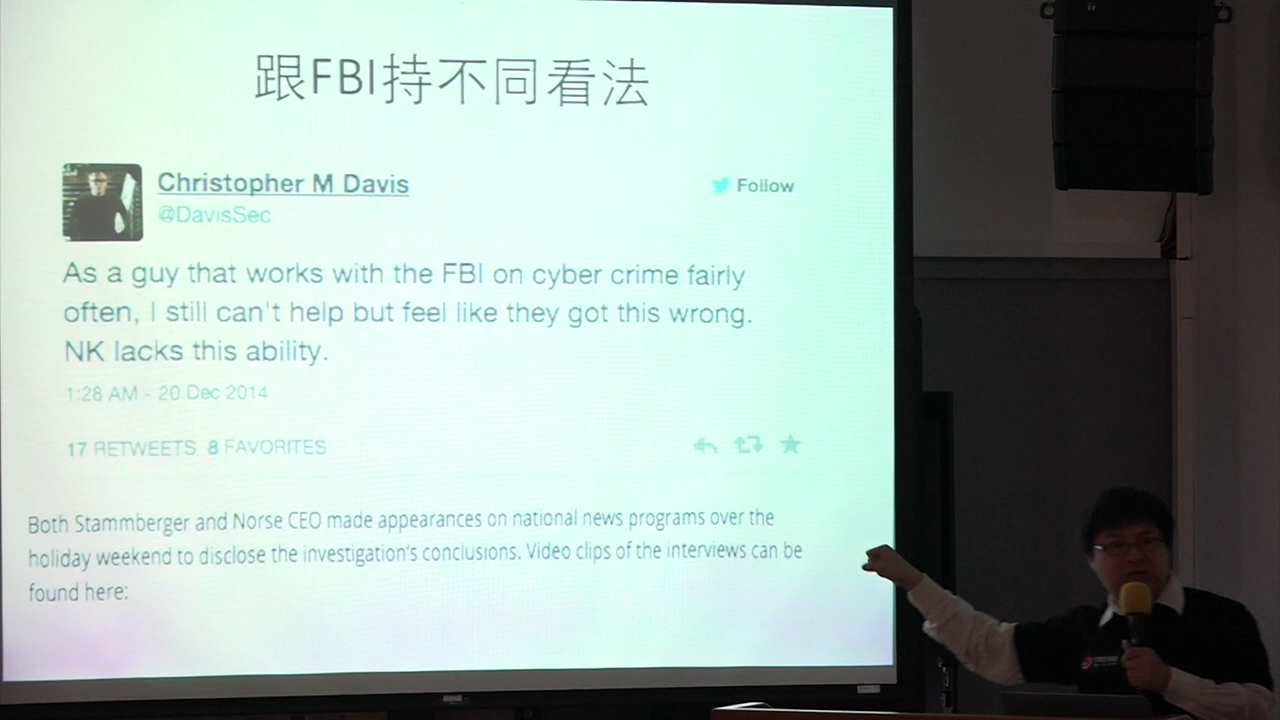 跟FBI持不同看法
Christopher M Davis
Follow
@DavisSec
As a guy that works with the FBI on cyber crime fairly
often, I still can't help but feel like they got this wrong.
NK lacks this ability.
1:28 AM - 20 Dec 2014
17 RETWEETS 8 FAVORITES
Both Stammberger and Norse CEO made appearances on national news programs over the
holiday weekend to disclose the investigation's conclusions. Video clips of the interviews can be
found here: